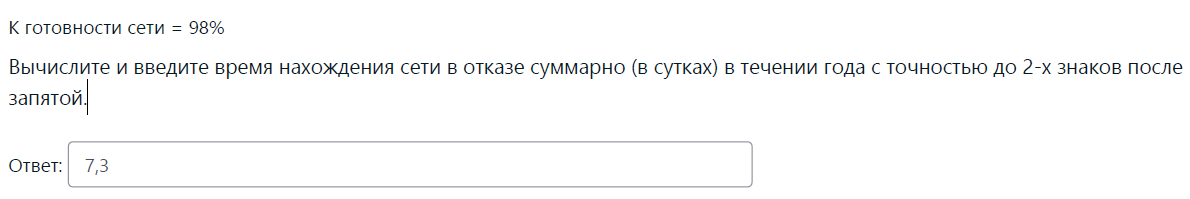 К готовности сети = 98%
Вычислите и введите время нахождения сети в отказе суммарно (в сутках) в течении года с точностью до 2-х знаков после
запятой.
Ответ: 7,3